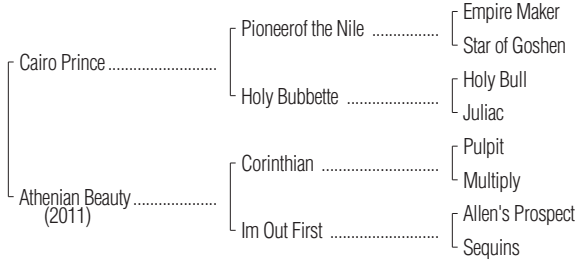 Empire Maker
Pioneerof the Nile ..................
Star of Goshen
Cairo Prince ..........................
Holy Bull
Holy Bubbette .........................
Juliac
Pulpit
Corinthian ................................
Multiply
Athenian Beauty ....................
(2011)
Allen's Prospect
Im Out First .............................
Sequins